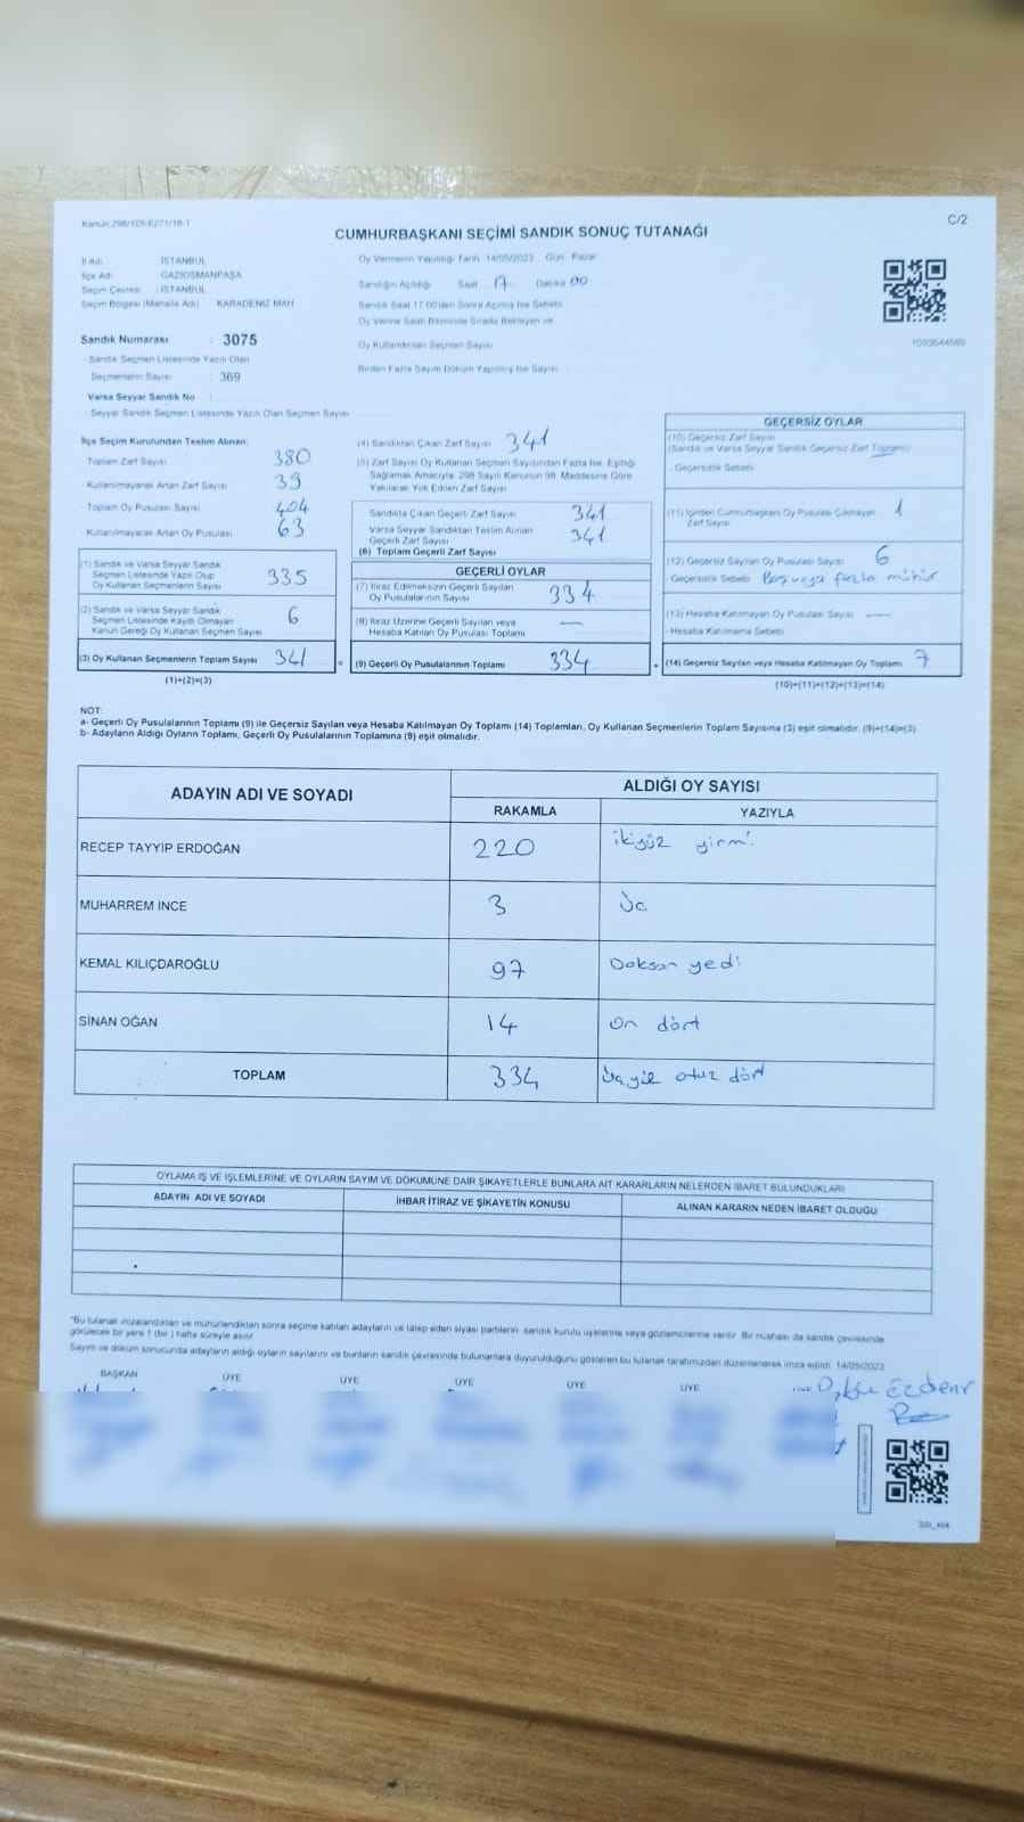 C/2
CUMHURBAŞKANI SEÇİMİ SANDIK SONUÇ TUTANAĞI
İl Adı : İSTANBUL
İlçe Adı : GAZİOSMANPAŞA
Seçim Çevresi : İSTANBUL
Seçim Bölgesi (Mahalle Adı) : KARADENİZ MAH
Sandık Numarası : 3075
Sandık Seçmen Listesinde Yazılı Olan
Seçmenlerin Sayısı : 369
Varsa Seyyar Sandık No :
Seyyar Sandık Seçmen Listesinde Yazılı Olan Seçmen Sayısı
Oy Vermenin Yapıldığı Tarih 14/05/2023 Gün Pazar
Sandığın Açıldığı Saat 17 Dakika 00
Sandık Saat 17.00'den Sonra Açılmış İse Sebebi
Oy Verme Saati Bitiminde Sırada Bekleyen ve
Oy Kullandırılan Seçmen Sayısı
Birden Fazla Sayım Döküm Yapılmış İse Sayısı
İlçe Seçim Kurulundan Teslim Alınan:
Toplam Zarf Sayısı 380
Kullanılmayarak Artan Zarf Sayısı 39
Toplam Oy Pusulası Sayısı 404
Kullanılmayarak Artan Oy Pusulası 63
(1) Sandık ve Varsa Seyyar Sandık
Seçmen Listesinde Yazılı Olup
Oy Kullanan Seçmenlerin Sayısı 335
(2) Sandık ve Varsa Seyyar Sandık
Seçmen Listesinde Kayıtlı Olmayan
Kanun Gereği Oy Kullanan Seçmen Sayısı 6
(3) Oy Kullanan Seçmenlerin Toplam Sayısı 341
(1)+(2)=(3)
(4) Sandıktan Çıkan Zarf Sayısı 341
(5) Zarf Sayısı Oy Kullanan Seçmen Sayısından Fazla İse, Eşitliği
Sağlamak Amacıyla 298 Sayılı Kanunun 98. Maddesine Göre
Yakılarak Yok Edilen Zarf Sayısı
Sandıkta Çıkan Geçerli Zarf Sayısı 341
Varsa Seyyar Sandıktan Teslim Alınan
Geçerli Zarf Sayısı 341
(6) Toplam Geçerli Zarf Sayısı
GEÇERLİ OYLAR
(7) İtiraz Edilmeksizin Geçerli Sayılan
Oy Pusulalarının Sayısı 334
(8) İtiraz Üzerine Geçerli Sayılan veya
Hesaba Katılan Oy Pusulası Toplamı —
(9) Geçerli Oy Pusulalarının Toplamı 334
GEÇERSİZ OYLAR
(10) Geçersiz Zarf Sayısı
(Sandık ve Varsa Seyyar Sandık Geçersiz Zarf Toplamı)
Geçersizlik Sebebi
(11) İçinden Cumhurbaşkanı Oy Pusulası Çıkmayan
Zarf Sayısı 1
(12) Geçersiz Sayılan Oy Pusulası Sayısı 6
Geçersizlik Sebebi Boş veya fazla mühür
(13) Hesaba Katılmayan Oy Pusulası Sayısı —
Hesaba Katılmama Sebebi
(14) Geçersiz Sayılan veya Hesaba Katılmayan Oy Toplamı 7
(10)+(11)+(12)+(13)=(14)
NOT:
a- Geçerli Oy Pusulalarının Toplamı (9) ile Geçersiz Sayılan veya Hesaba Katılmayan Oy Toplamı (14) Toplamları, Oy Kullanan Seçmenlerin Toplam Sayısına (3) eşit olmalıdır. (9)+(14)=(3)
b- Adayların Aldığı Oyların Toplamı, Geçerli Oy Pusulalarının Toplamına (9) eşit olmalıdır.
ADAYIN ADI VE SOYADI
ALDIĞI OY SAYISI
RAKAMLA YAZIYLA
RECEP TAYYİP ERDOĞAN 220 ikiyüz yirmi
MUHARREM İNCE 3 Üç
KEMAL KILIÇDAROĞLU 97 Doksan yedi
SİNAN OĞAN 14 On dört
TOPLAM 334 Üçyüz otuz dört
OYLAMA İŞ VE İŞLEMLERİNE VE OYLARIN SAYIM VE DÖKÜMÜNE DAİR ŞİKAYETLERLE BUNLARA AİT KARARLARIN NELERDEN İBARET BULUNDUKLARI
ADAYIN ADI VE SOYADI
İHBAR İTİRAZ VE ŞİKAYETİN KONUSU
ALINAN KARARIN NEDEN İBARET OLDUĞU
*Bu tutanak imzalandıktan ve mühürlendikten sonra seçime katılan adayların ve talep eden siyasi partilerin sandık kurulu üyelerine veya gözlemcilerine verilir. Bir nüshası da sandık çevresinde
görülecek bir yere 1 (bir) hafta süreyle asılır.
Sayım ve döküm sonucunda adayların aldığı oyların sayılarını ve bunların sandık çevresinde bulunanlara duyurulduğunu gösteren bu tutanak tarafımızdan düzenlenerek imza edildi. 14/05/2023
BAŞKAN ÜYE ÜYE ÜYE ÜYE ÜYE